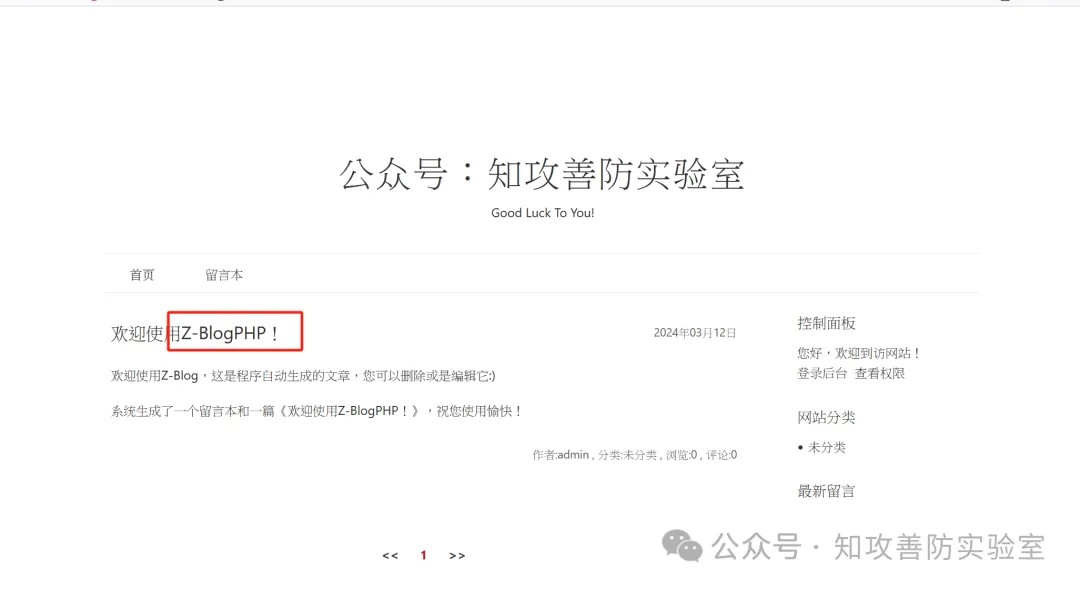 公众号：知攻善防实验室
Good Luck To You!
首页 留言本
欢迎使用Z-BlogPHP！ 2024年03月12日
欢迎使用Z-Blog，这是程序自动生成的文章，您可以删除或是编辑它:)
系统生成了一个留言本和一篇《欢迎使用Z-BlogPHP！》，祝您使用愉快！
作者:admin , 分类:未分类 , 浏览:0 , 评论:0
<< 1 >>
控制面板
您好，欢迎到访网站！
登录后台 查看权限
网站分类
• 未分类
最新留言
公众号 · 知攻善防实验室